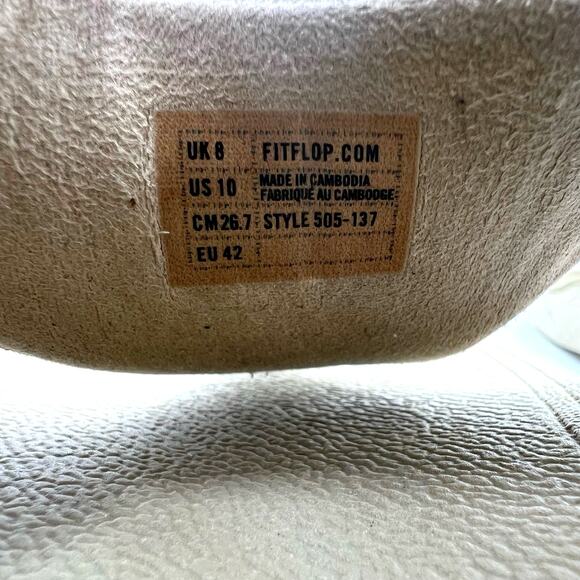 UK 8 FITFLOP.COM
US 10 MADE IN CAMBODIA
FABRIQUÉ AU CAMBODGE
CM 26.7 STYLE 505-137
EU 42